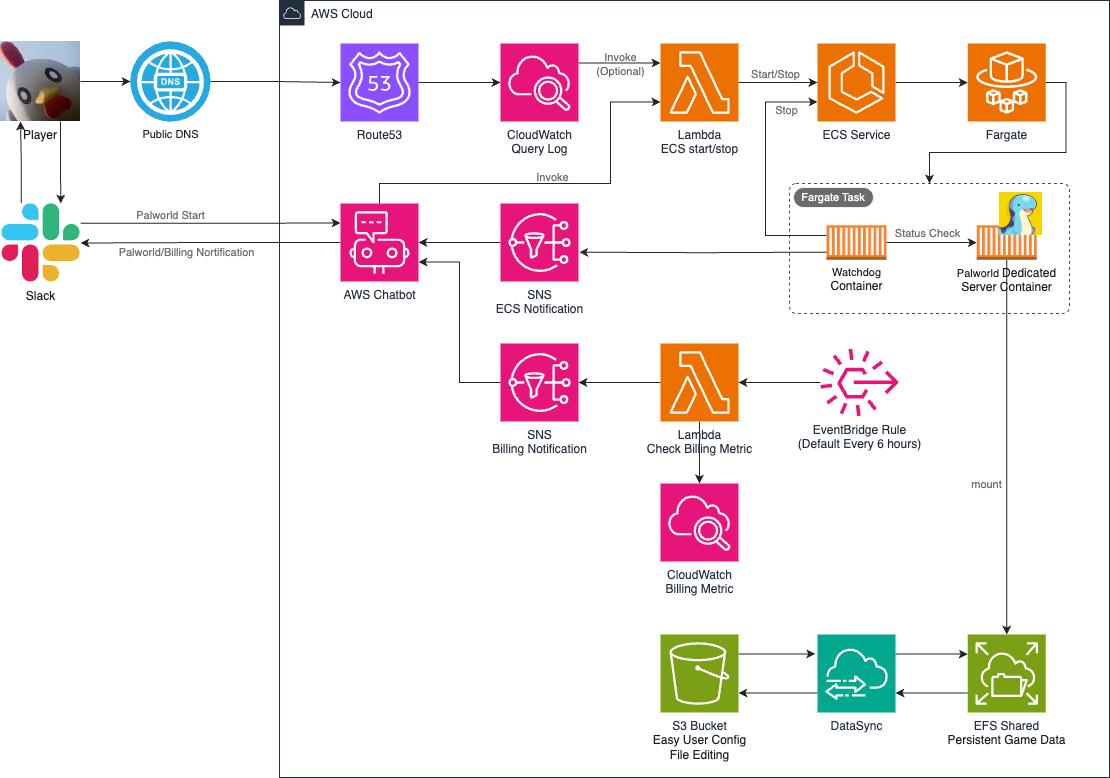 AWS Cloud
DNS
53
Invoke
(Optional)
Start/Stop
Stop
Player
Public DNS
Route53
CloudWatch
Query Log
Lambda
ECS start/stop
ECS Service
Fargate
Invoke
Fargate Task
Palworld Start
Palworld/Billing Nortification
Status Check
Slack
AWS Chatbot
SNS
ECS Notification
Watchdog
Container
Palworld Dedicated
Server Container
SNS
Billing Notification
Lambda
Check Billing Metric
EventBridge Rule
(Default Every 6 hours)
mount
CloudWatch
Billing Metric
S3 Bucket
Easy User Config
File Editing
DataSync
EFS Shared
Persistent Game Data